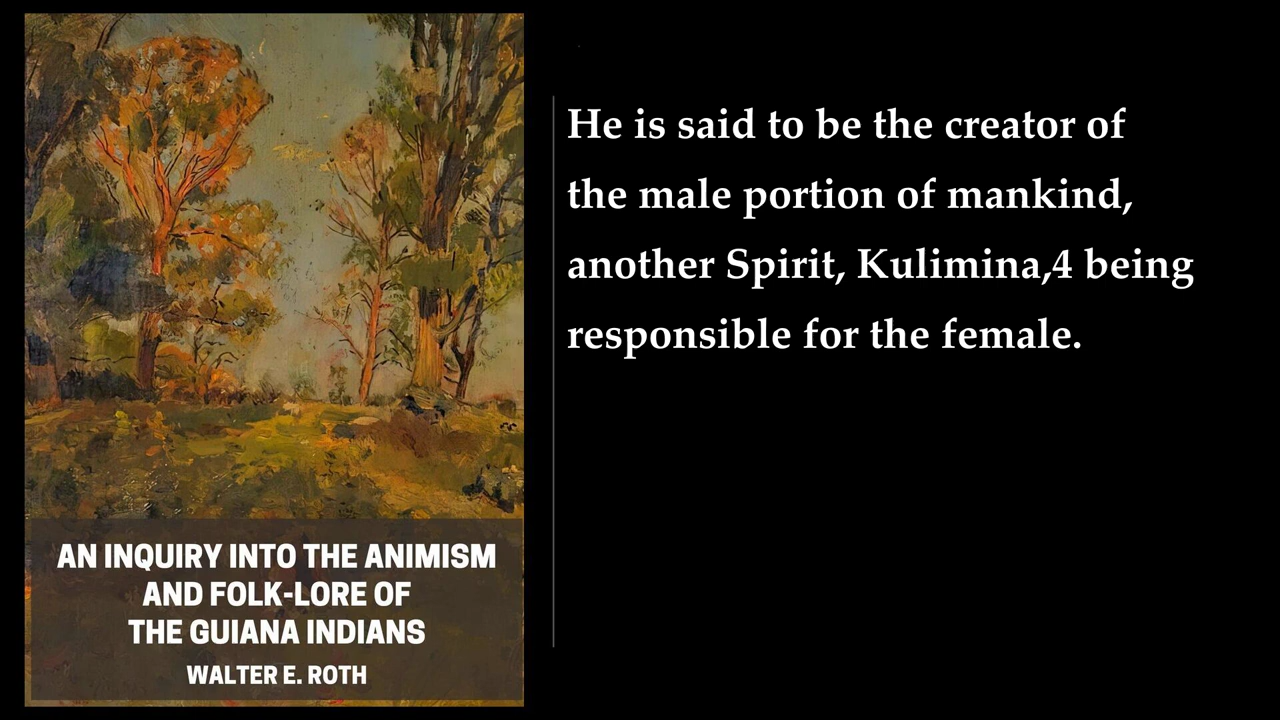 He is said to be the creator of
the male portion of mankind,
another Spirit, Kulimina,4 being
responsible for the female.
AN INQUIRY INTO THE ANIMISM
AND FOLK-LORE OF
THE GUIANA INDIANS
WALTER E. ROTH